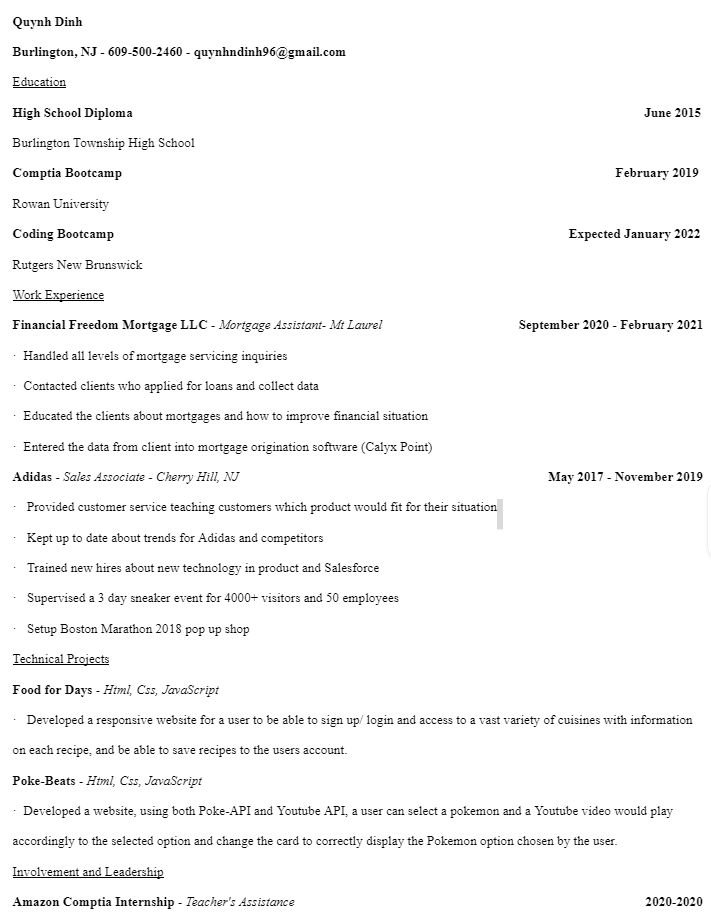 Quynh Dinh
Burlington, NJ - 609-500-2460 - quynhndinh96@gmail.com
Education
High School Diploma June 2015
Burlington Township High School
Comptia Bootcamp February 2019
Rowan University
Coding Bootcamp Expected January 2022
Rutgers New Brunswick
Work Experience
Financial Freedom Mortgage LLC - Mortgage Assistant- Mt Laurel September 2020 - February 2021
· Handled all levels of mortgage servicing inquiries
· Contacted clients who applied for loans and collect data
· Educated the clients about mortgages and how to improve financial situation
· Entered the data from client into mortgage origination software (Calyx Point)
Adidas - Sales Associate - Cherry Hill, NJ May 2017 - November 2019
· Provided customer service teaching customers which product would fit for their situation
· Kept up to date about trends for Adidas and competitors
· Trained new hires about new technology in product and Salesforce
· Supervised a 3 day sneaker event for 4000+ visitors and 50 employees
· Setup Boston Marathon 2018 pop up shop
Technical Projects
Food for Days - Html, Css, JavaScript
· Developed a responsive website for a user to be able to sign up/ login and access to a vast variety of cuisines with information
on each recipe, and be able to save recipes to the users account.
Poke-Beats - Html, Css, JavaScript
· Developed a website, using both Poke-API and Youtube API, a user can select a pokemon and a Youtube video would play
accordingly to the selected option and change the card to correctly display the Pokemon option chosen by the user.
Involvement and Leadership
Amazon Comptia Internship - Teacher's Assistance 2020-2020